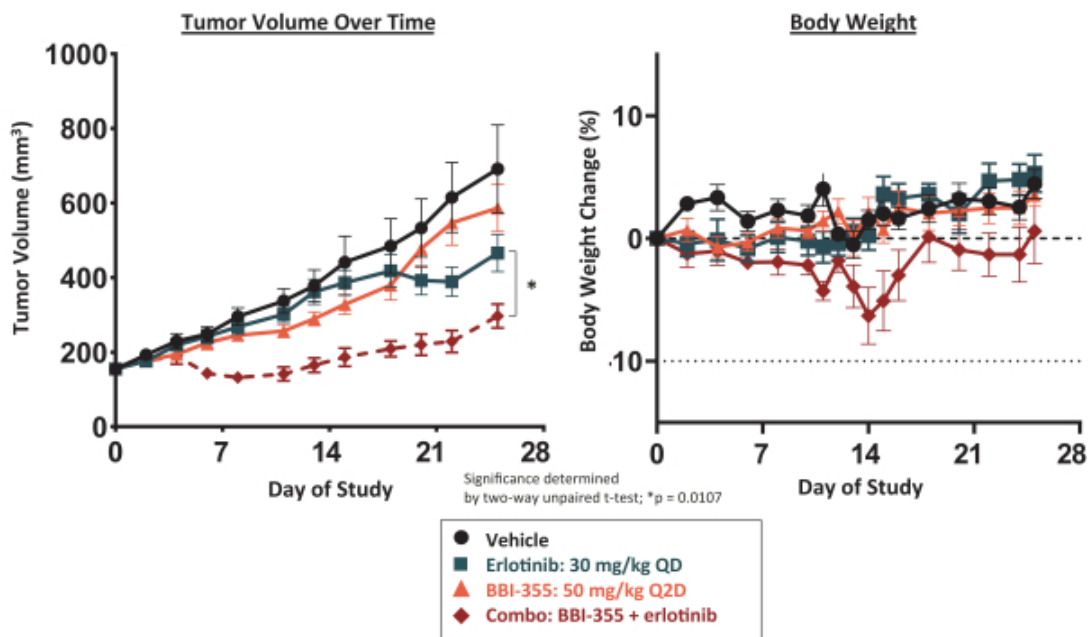 Tumor Volume Over Time
Tumor Volume (mm³)
1000
800
600
400
200
0
0 7 14 21 28
Day of Study
*
Significance determined
by two-way unpaired t-test; *p = 0.0107
Body Weight
Body Weight Change (%)
10
0
-10
0 7 14 21 28
Day of Study
Vehicle
Erlotinib: 30 mg/kg QD
BBI-355: 50 mg/kg Q2D
Combo: BBI-355 + erlotinib